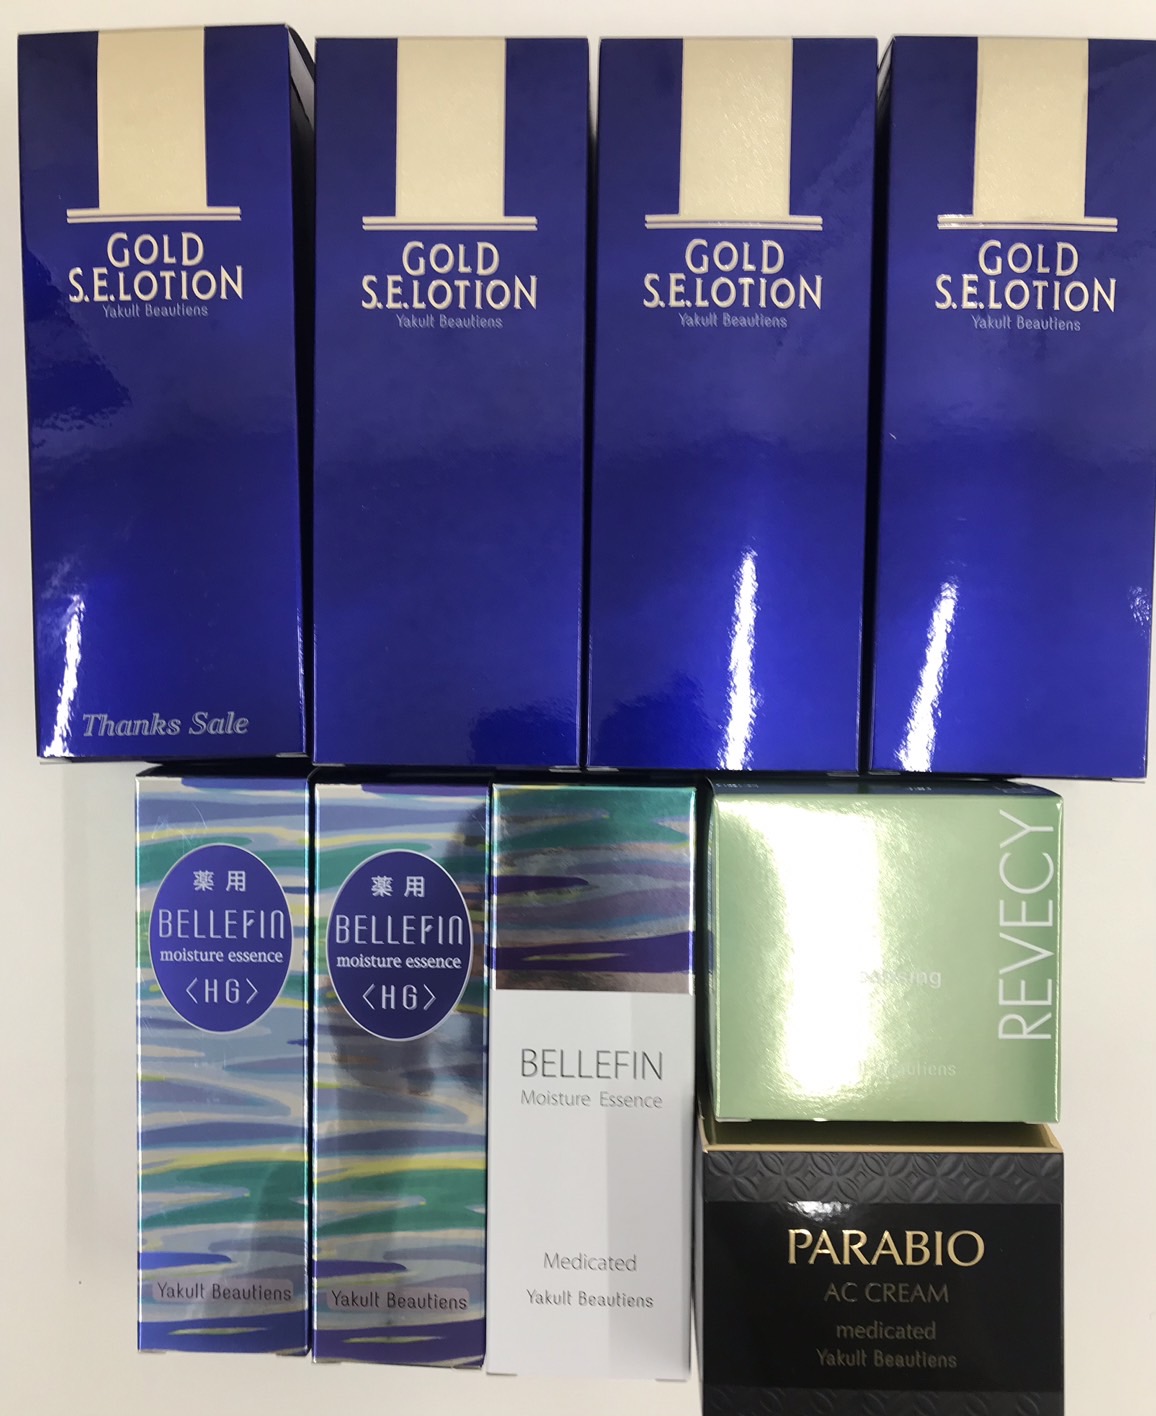 GOLD
S.E.LOTION
Yakult Beautiens
Thanks Sale
GOLD
S.E.LOTION
Yakult Beautiens
GOLD
S.E.LOTION
Yakult Beautiens
GOLD
S.E.LOTION
Yakult Beautiens
薬用
BELLEFIN
moisture essence
〈HG〉
Yakult Beautiens
薬用
BELLEFIN
moisture essence
〈HG〉
Yakult Beautiens
BELLEFIN
Moisture Essence
Medicated
Yakult Beautiens
REVECY
PARABIO
AC CREAM
medicated
Yakult Beautiens